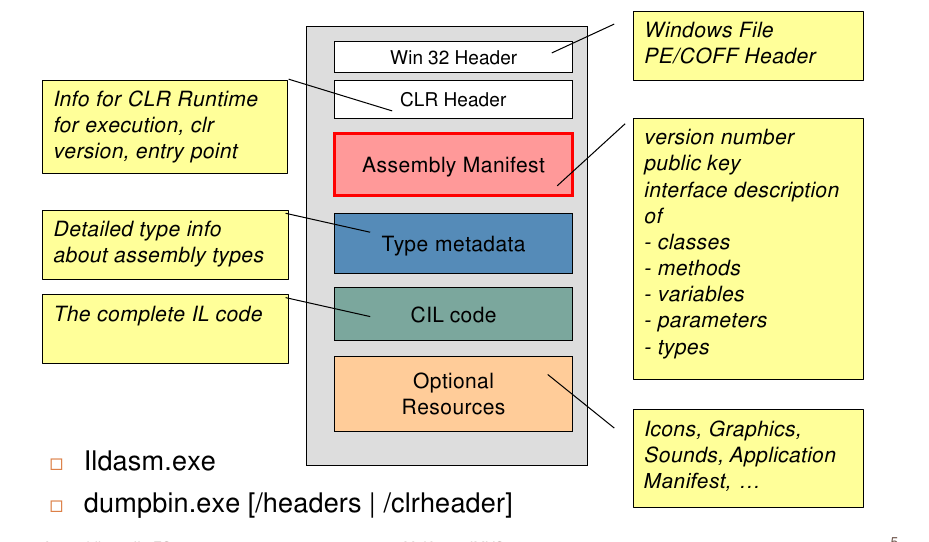 Windows File
PE/COFF Header
Win 32 Header
CLR Header
Info for CLR Runtime
for execution, clr
version, entry point
Assembly Manifest
version number
public key
interface description
of
- classes
- methods
- variables
- parameters
- types
Detailed type info
about assembly types
Type metadata
The complete IL code
CIL code
Optional
Resources
Icons, Graphics,
Sounds, Application
Manifest, …
Ildasm.exe
dumpbin.exe [/headers | /clrheader]
5